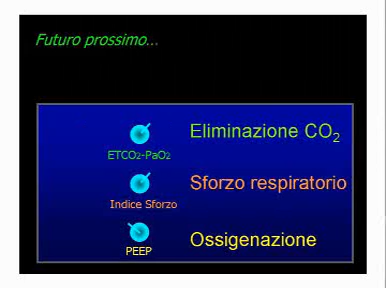 Futuro prossimo...
Eliminazione CO2
ETCO2-PaO2
Sforzo respiratorio
Indice Sforzo
Ossigenazione
PEEP